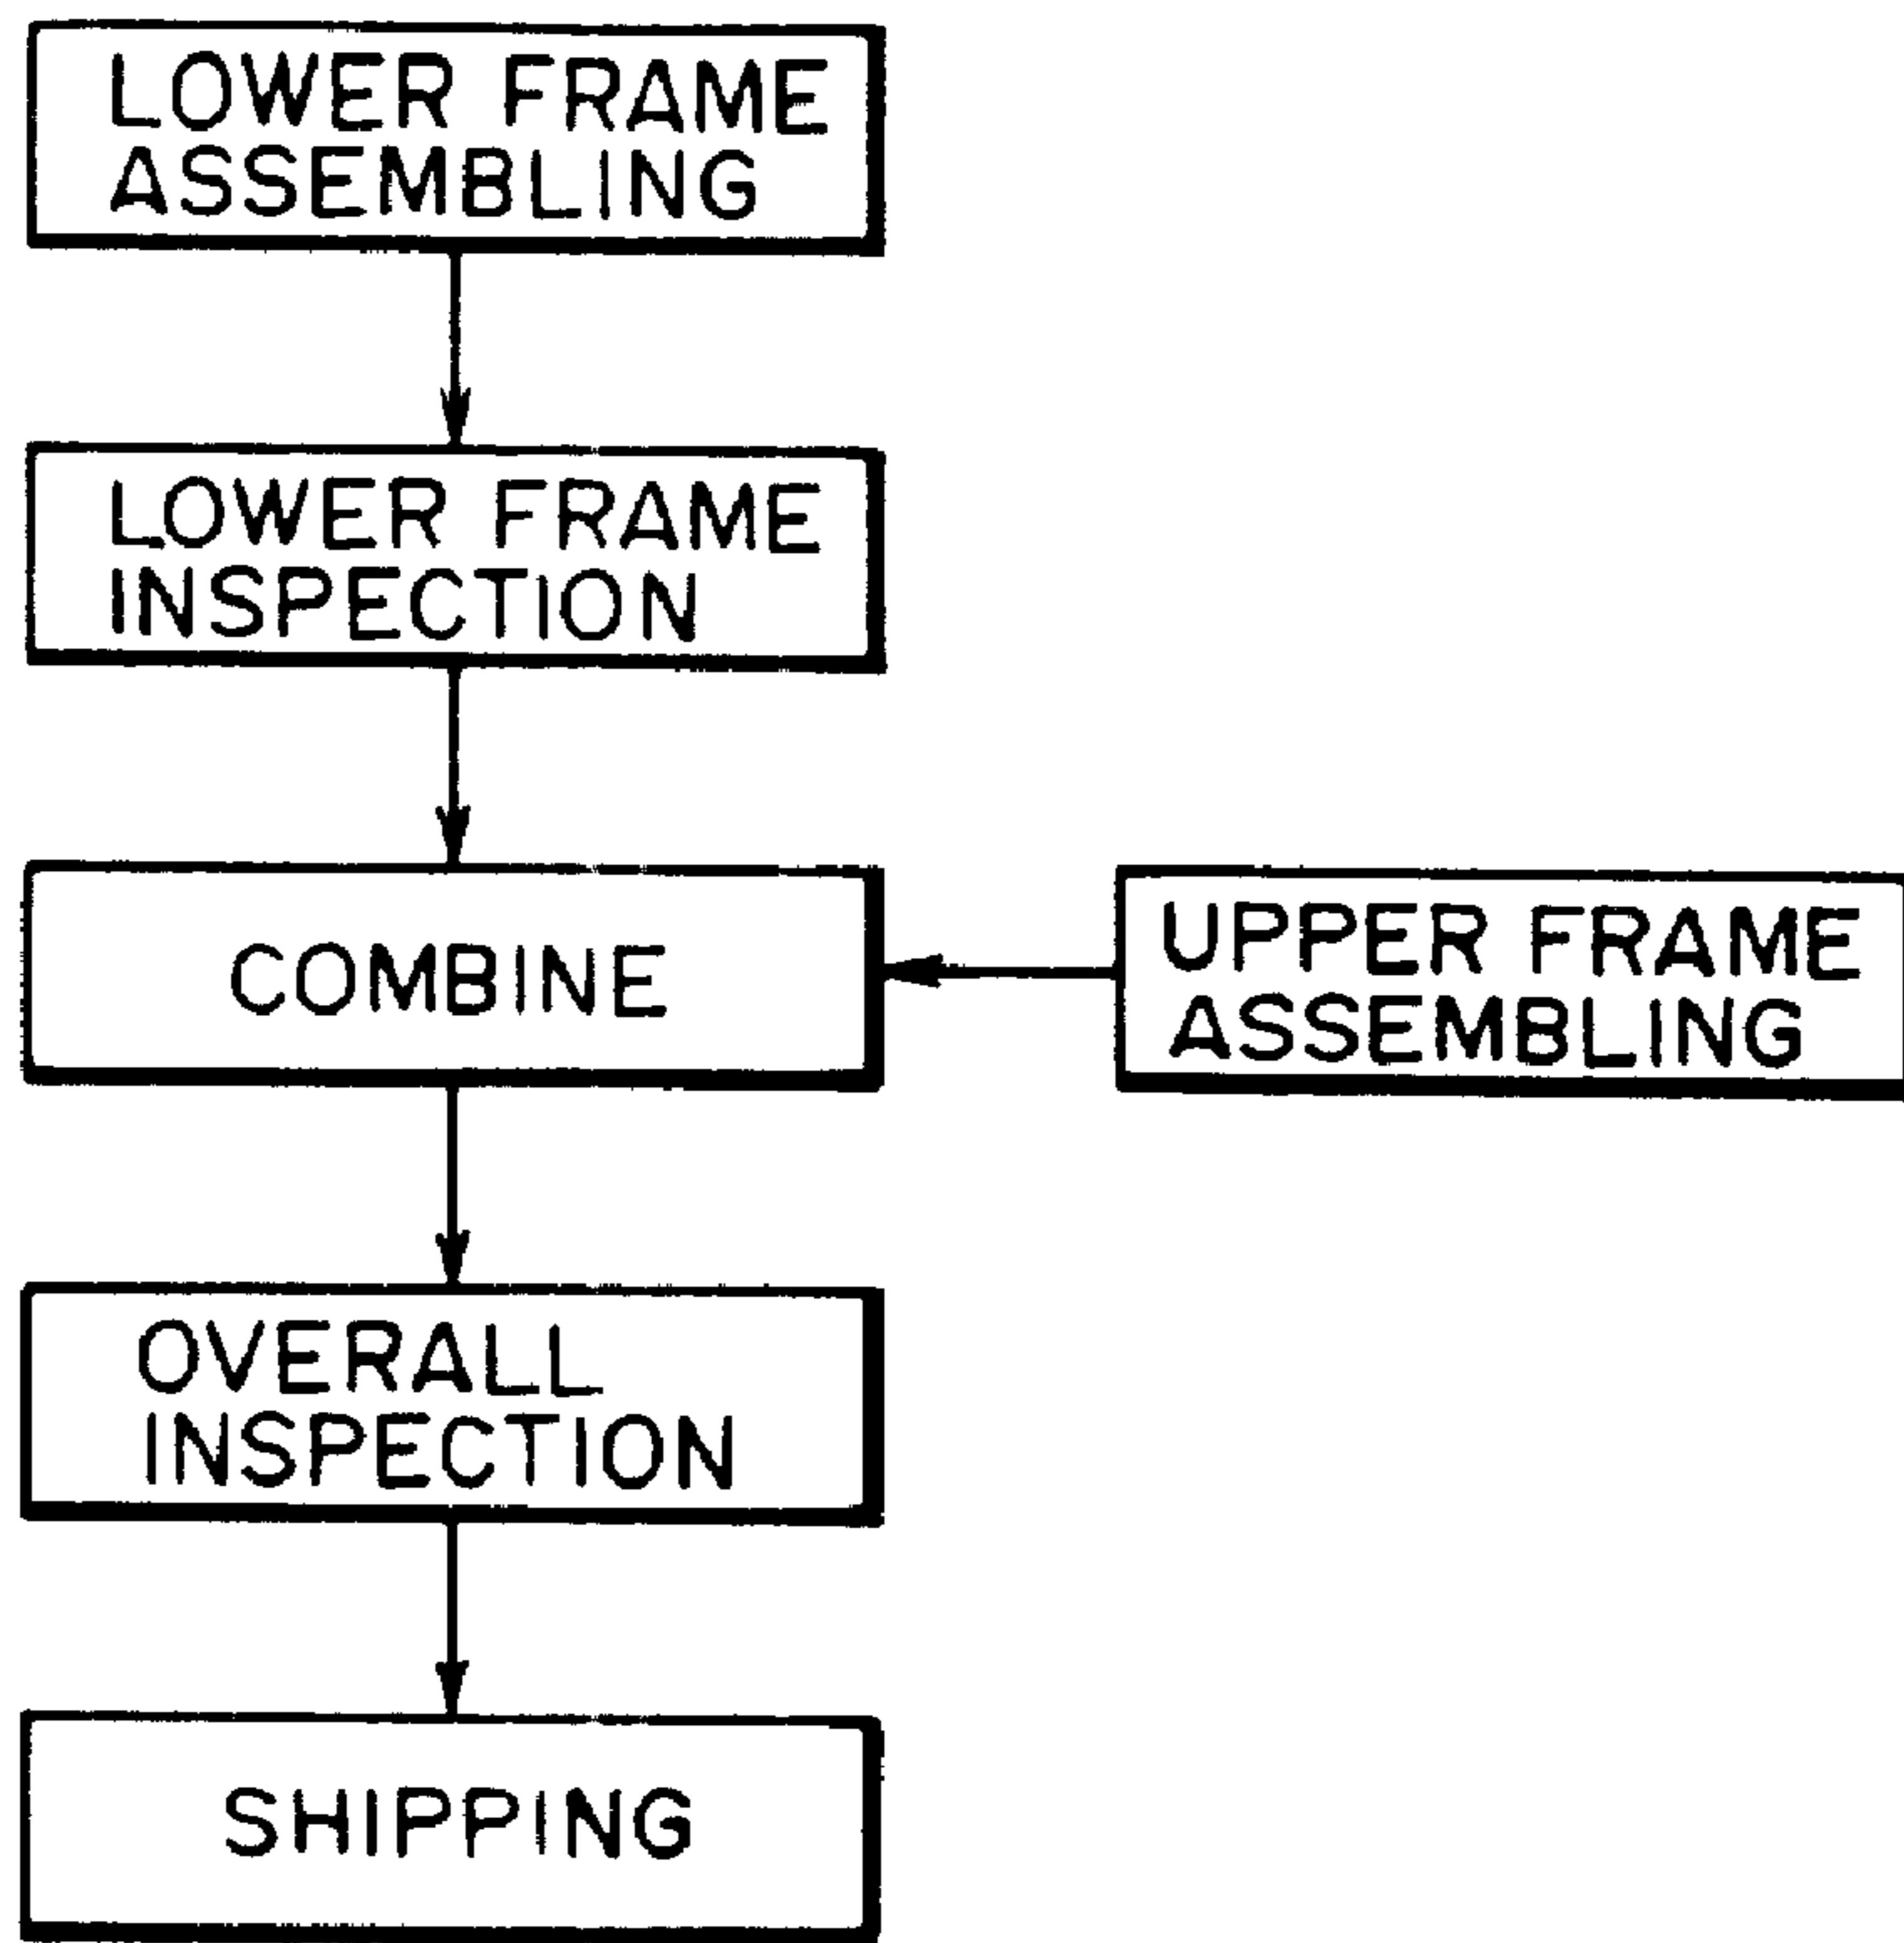 LOWER FRAME
ASSEMBLING
LOWER FRAME
INSPECTION
COMBINE
UPPER FRAME
ASSEMBLING
OVERALL
INSPECTION
SHIPPING